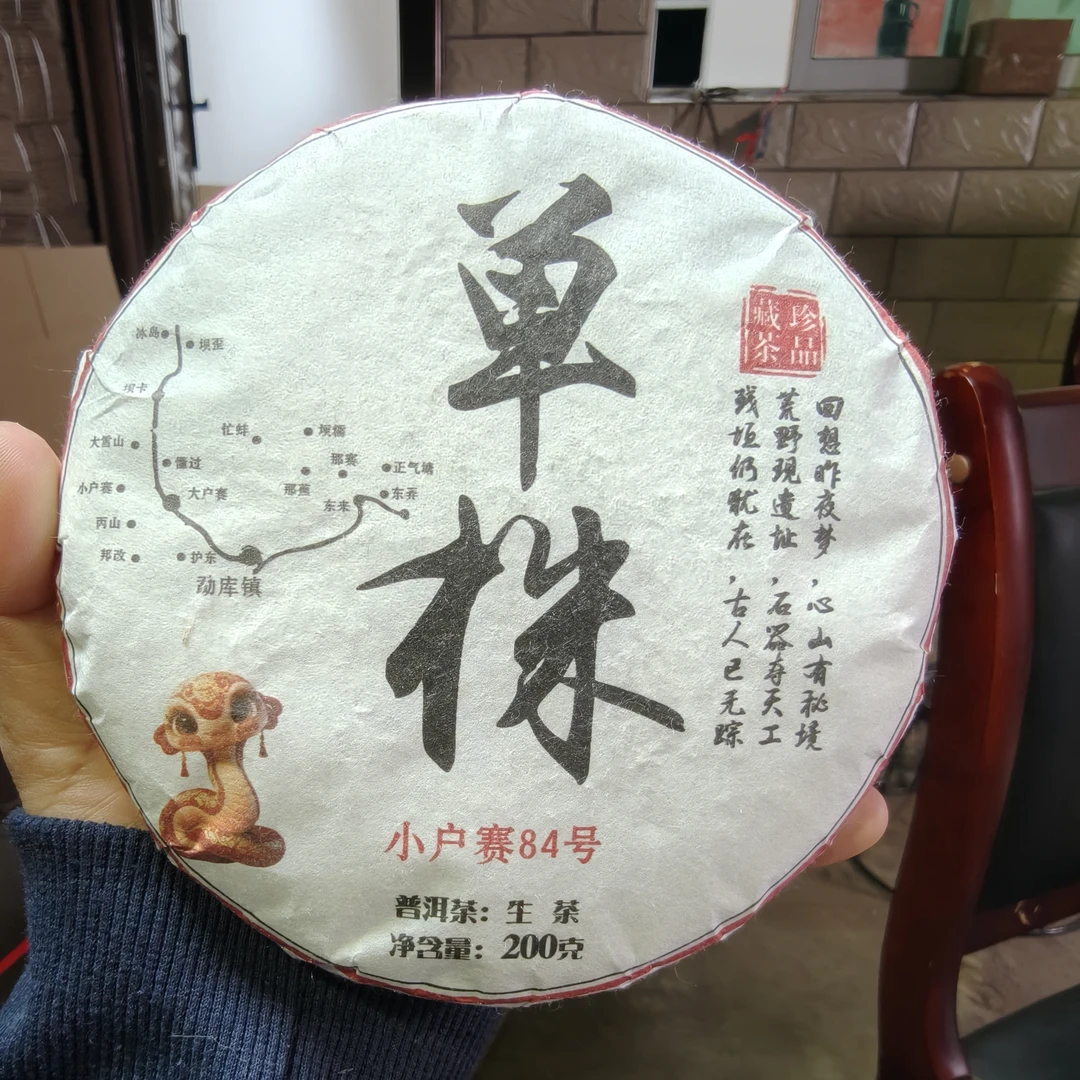 单株
珍品
藏茶
回想昨夜梦，心山有秘境
荒野现遗址，石器夺天工
残垣仍就在，古人已无踪
冰岛
坝歪
坝卡
忙蚌
坝糯
大雪山
懂过
那赛
正气塘
小户赛
大户赛
那蕉
东来
东弄
丙山
邦改
护东
勐库镇
小户赛84号
普洱茶：生 茶
净含量：200克